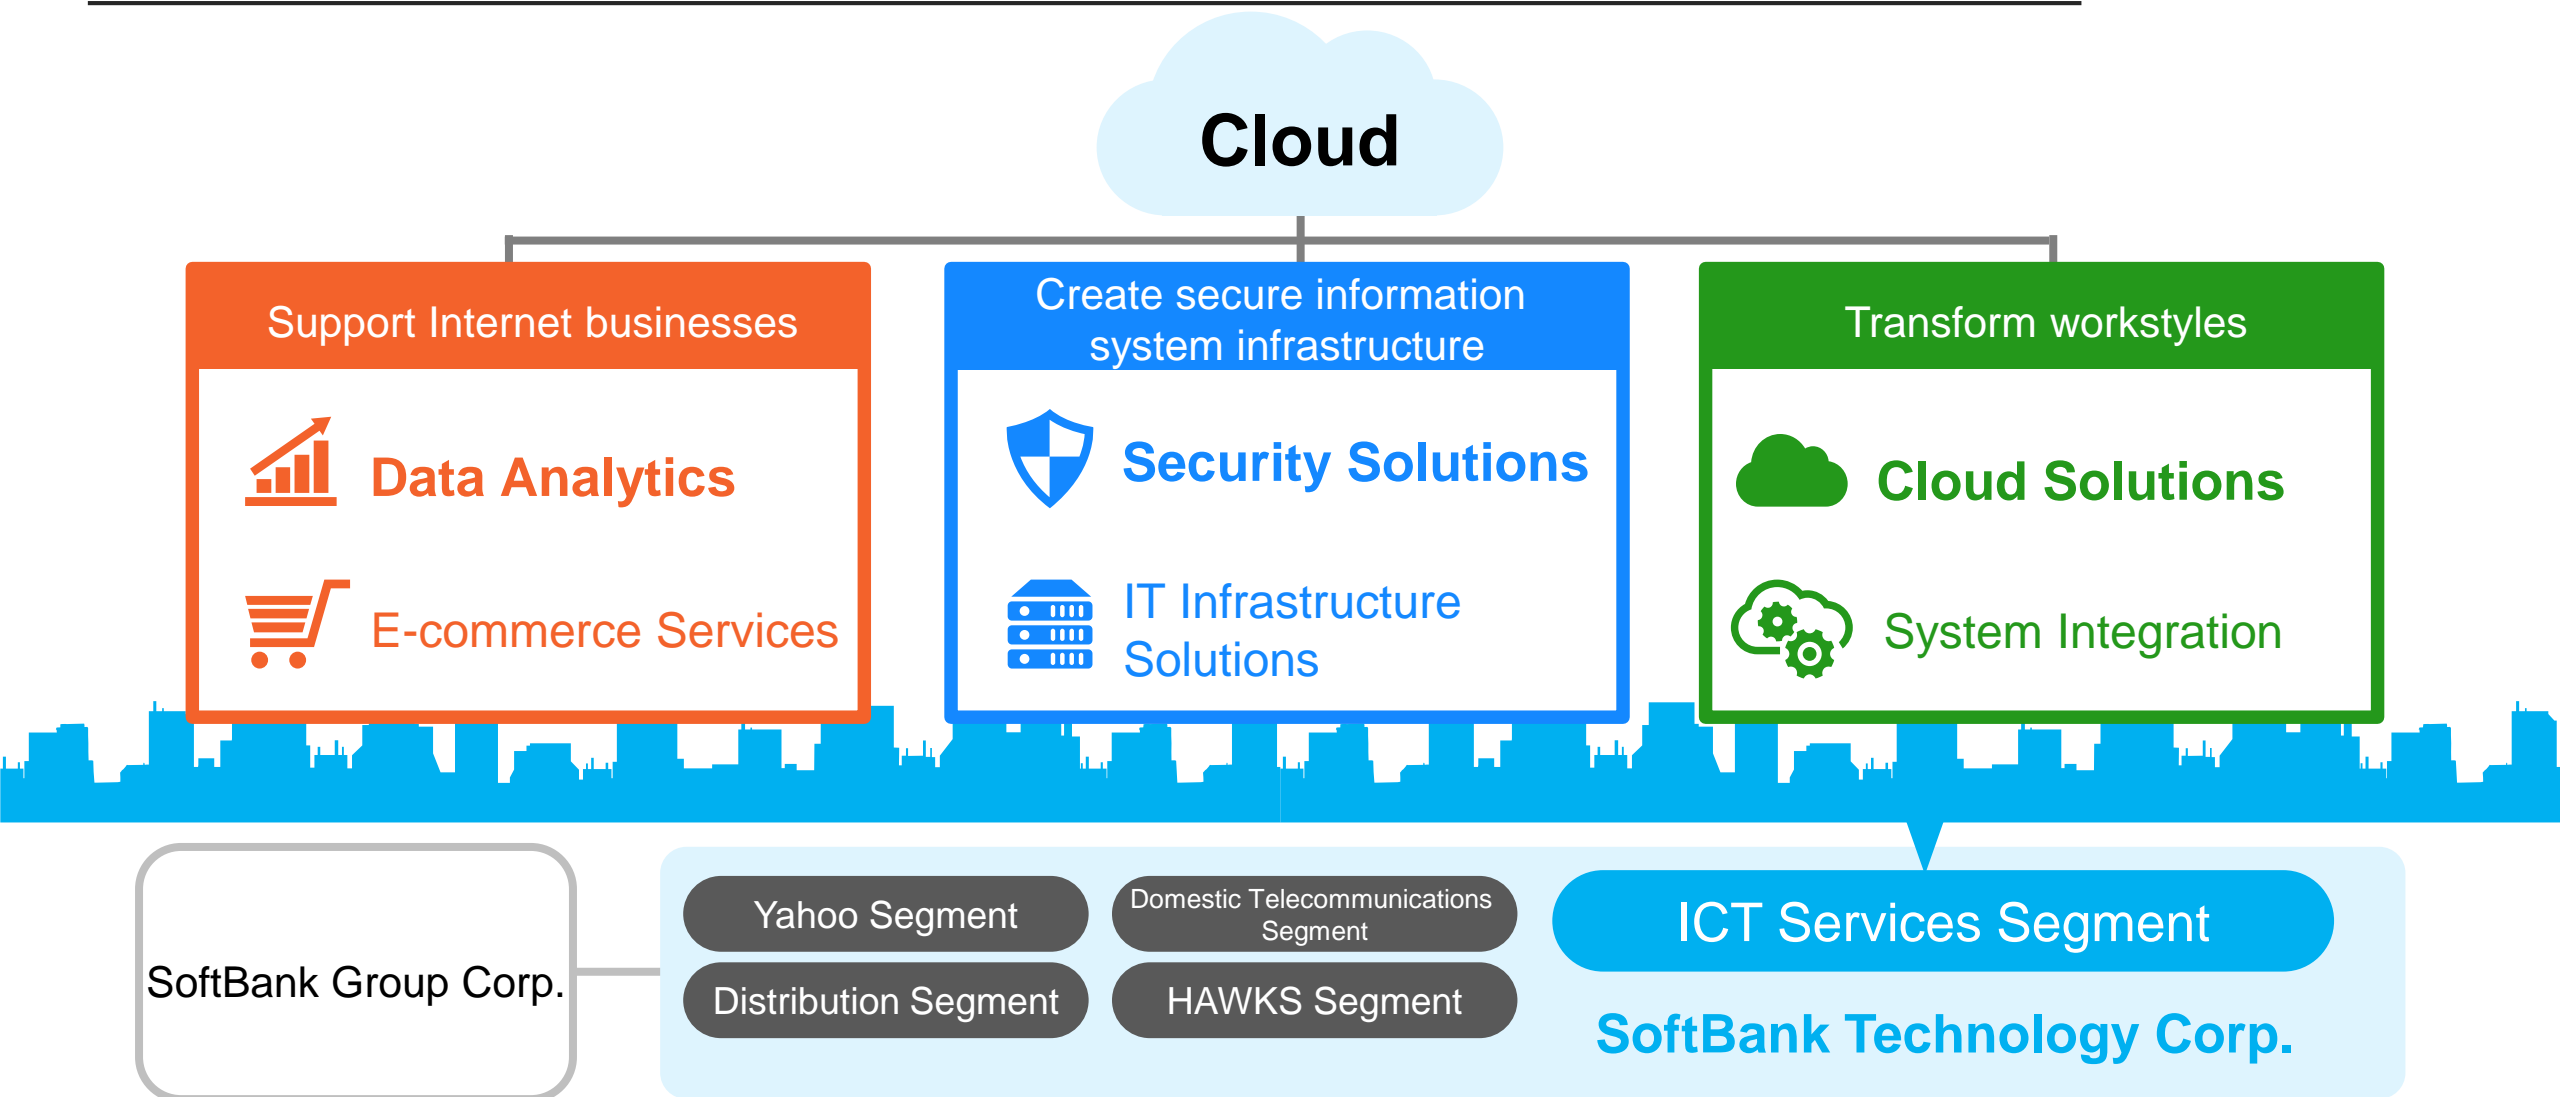 Cloud
Support Internet businesses
Data Analytics
E-commerce Services
Create secure information
system infrastructure
Security Solutions
IT Infrastructure
Solutions
Transform workstyles
Cloud Solutions
System Integration
SoftBank Group Corp.
Yahoo Segment
Domestic Telecommunications
Segment
Distribution Segment
HAWKS Segment
ICT Services Segment
SoftBank Technology Corp.